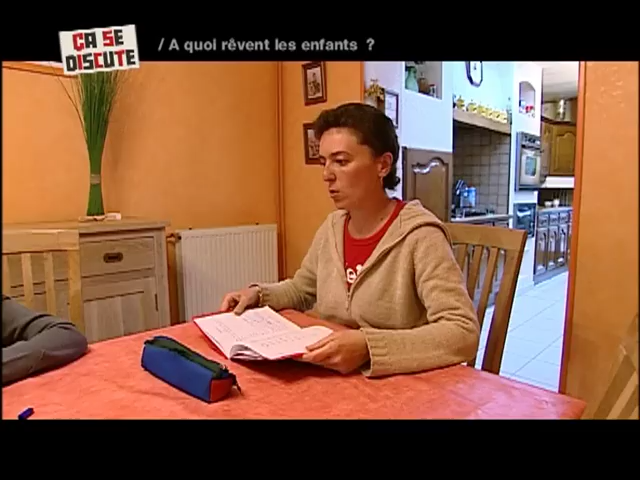 ÇA SE
DISCUTE
/ A quoi rêvent les enfants ?